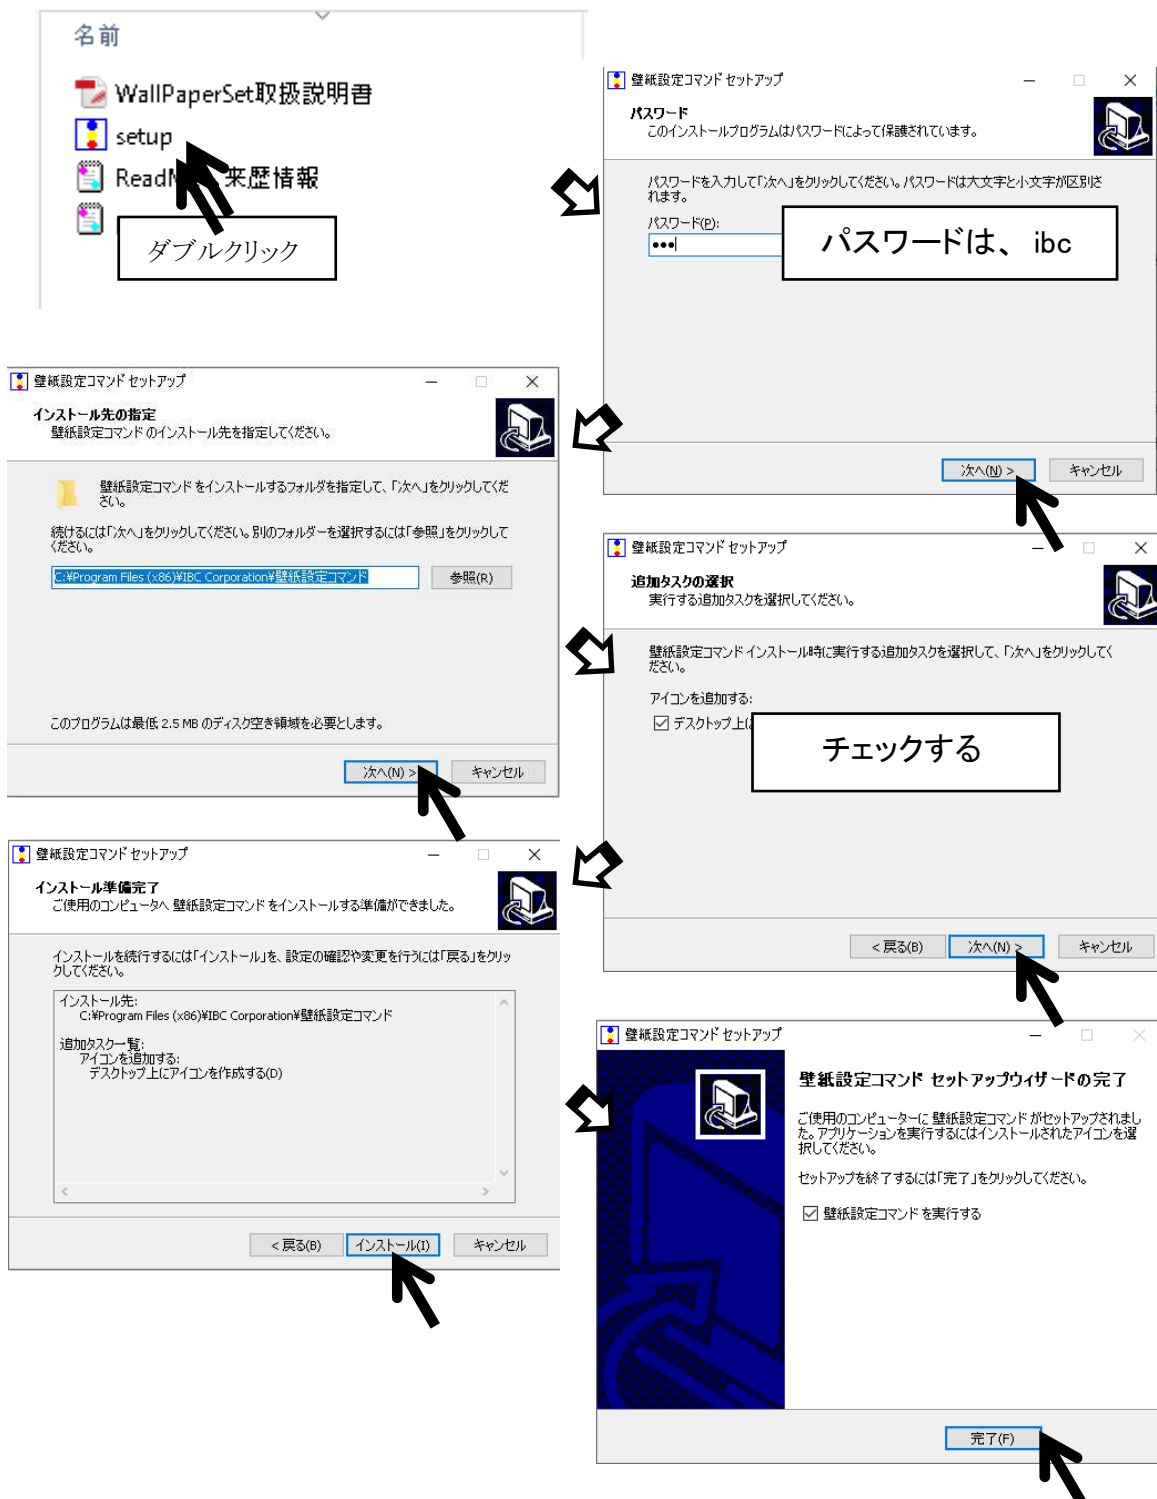 名前
WallPaperSet取扱説明書
setup
来歴情報
ダブルクリック
壁紙設定コマンド セットアップ
パスワード
このインストールプログラムはパスワードによって保護されています。
パスワードを入力して「次へ」をクリックしてください。パスワードは大文字と小文字が区別さ
れます。
パスワード(P):
●●●
パスワードは、ibc
次へ(N) >
キャンセル
壁紙設定コマンド セットアップ
インストール先の指定
壁紙設定コマンド のインストール先を指定してください。
壁紙設定コマンド をインストールするフォルダを指定して、「次へ」をクリックしてくだ
さい。
続けるには「次へ」をクリックしてください。別のフォルダーを選択するには「参照」をクリックして
ください。
C:¥Program Files (x86)¥IBC Corporation¥壁紙設定コマンド
参照(R)
このプログラムは最低 2.5 MB のディスク空き領域を必要とします。
次へ(N) >
キャンセル
壁紙設定コマンド セットアップ
追加タスクの選択
実行する追加タスクを選択してください。
壁紙設定コマンド インストール時に実行する追加タスクを選択して、「次へ」をクリックしてく
ださい。
アイコンを追加する:
デスクトップ上に
チェックする
< 戻る(B)
次へ(N) >
キャンセル
壁紙設定コマンド セットアップ
インストール準備完了
ご使用のコンピュータへ 壁紙設定コマンド をインストールする準備ができました。
インストールを続行するには「インストール」を、設定の確認や変更を行うには「戻る」をクリッ
クしてください。
インストール先:
C:¥Program Files (x86)¥IBC Corporation¥壁紙設定コマンド
追加タスク一覧:
アイコンを追加する:
デスクトップ上にアイコンを作成する(D)
< 戻る(B)
インストール(I)
キャンセル
壁紙設定コマンド セットアップ
壁紙設定コマンド セットアップウィザードの完了
ご使用のコンピューターに 壁紙設定コマンド がセットアップされまし
た。アプリケーションを実行するにはインストールされたアイコンを選
択してください。
セットアップを終了するには「完了」をクリックしてください。
壁紙設定コマンド を実行する
完了(F)